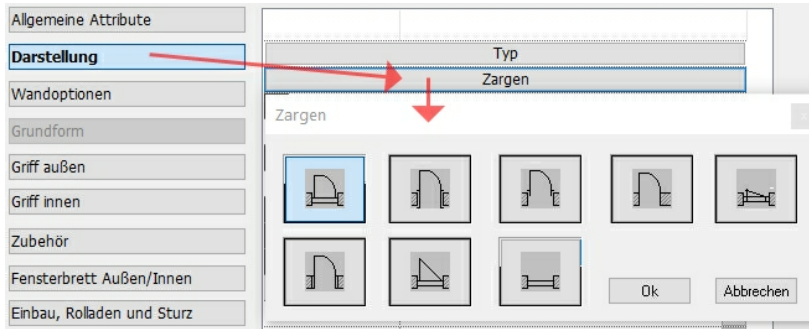 Allgemeine Attribute
Darstellung
Wandoptionen
Grundform
Griff außen
Griff innen
Zubehör
Fensterbrett Außen/Innen
Einbau, Rolladen und Sturz
Typ
Zargen
Zargen
x
Ok
Abbrechen